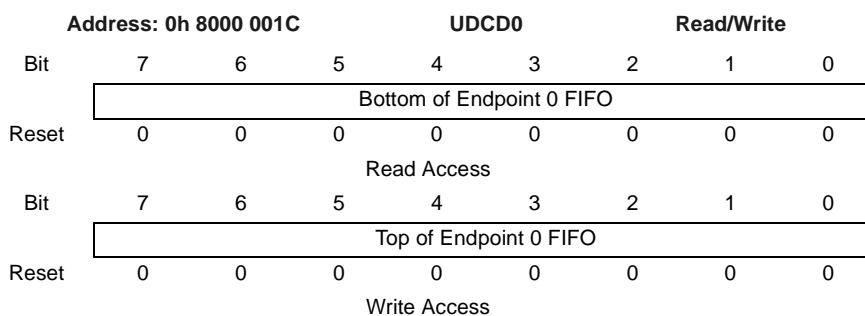 Address: 0h 8000 001C UDCD0 Read/Write
Bit 7 6 5 4 3 2 1 0
Bottom of Endpoint 0 FIFO
Reset 0 0 0 0 0 0 0 0
Read Access
Bit 7 6 5 4 3 2 1 0
Top of Endpoint 0 FIFO
Reset 0 0 0 0 0 0 0 0
Write Access